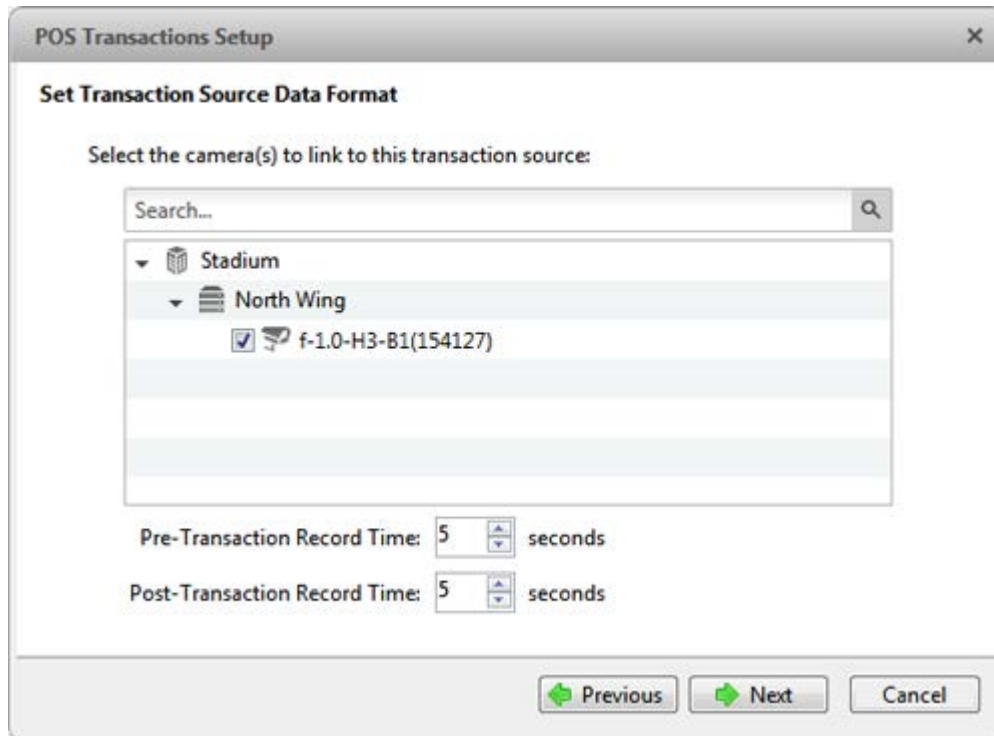 POS Transactions Setup
Set Transaction Source Data Format
Select the camera(s) to link to this transaction source:
Search...
Stadium
North Wing
f-1.0-H3-B1(154127)
Pre-Transaction Record Time: 5 seconds
Post-Transaction Record Time: 5 seconds
Previous Next Cancel